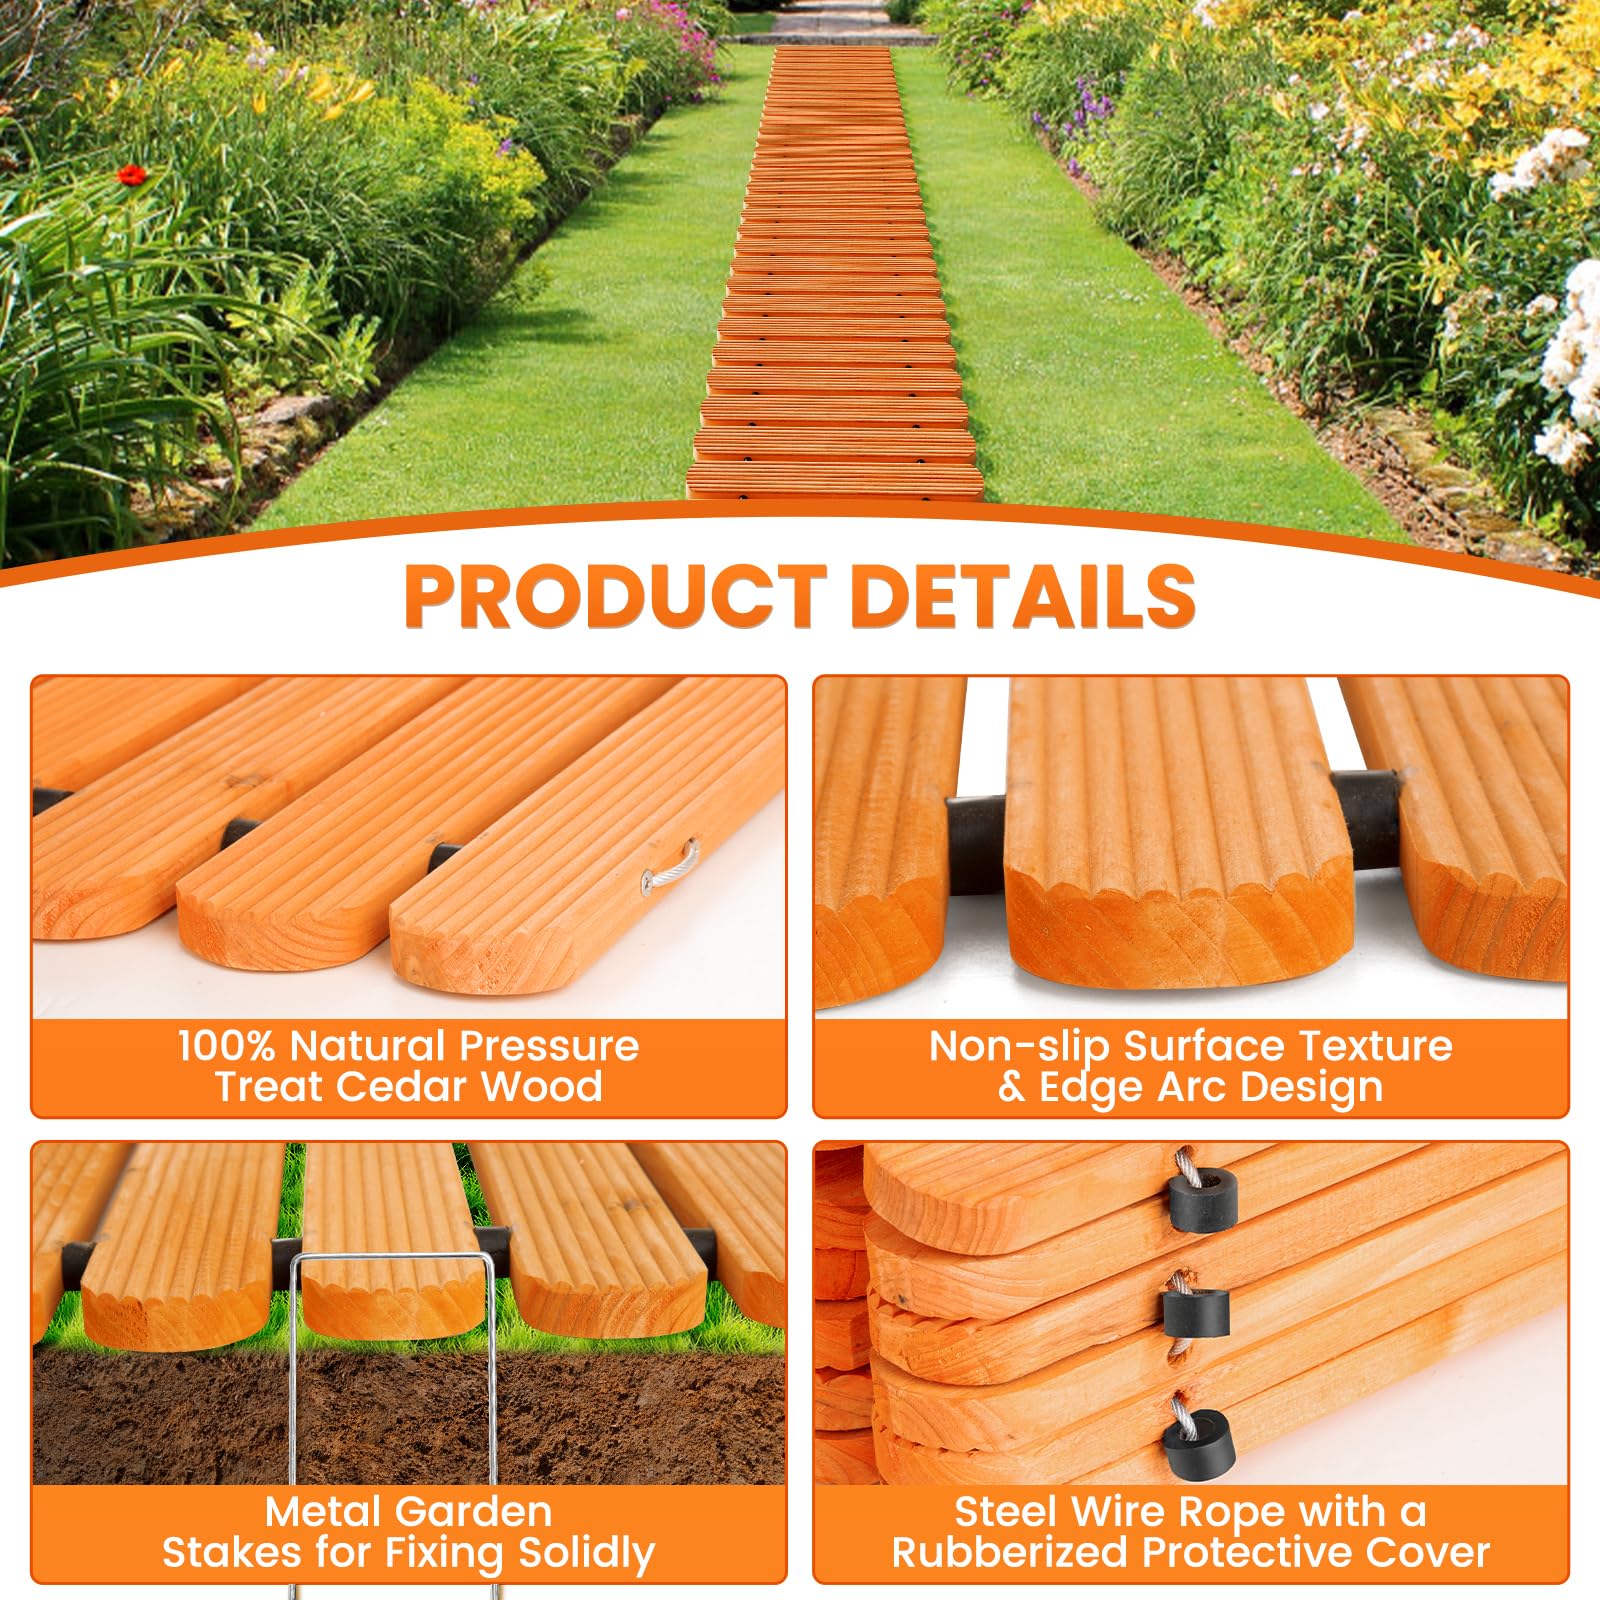 PRODUCT DETAILS
100% Natural Pressure
Treat Cedar Wood
Non-slip Surface Texture
& Edge Arc Design
Metal Garden
Stakes for Fixing Solidly
Steel Wire Rope with a
Rubberized Protective Cover